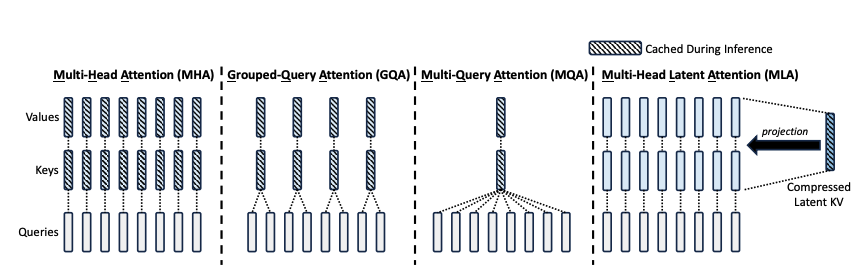 Cached During Inference
Multi-Head Attention (MHA)
Grouped-Query Attention (GQA)
Multi-Query Attention (MQA)
Multi-Head Latent Attention (MLA)
Values
Keys
Queries
projection
Compressed
Latent KV